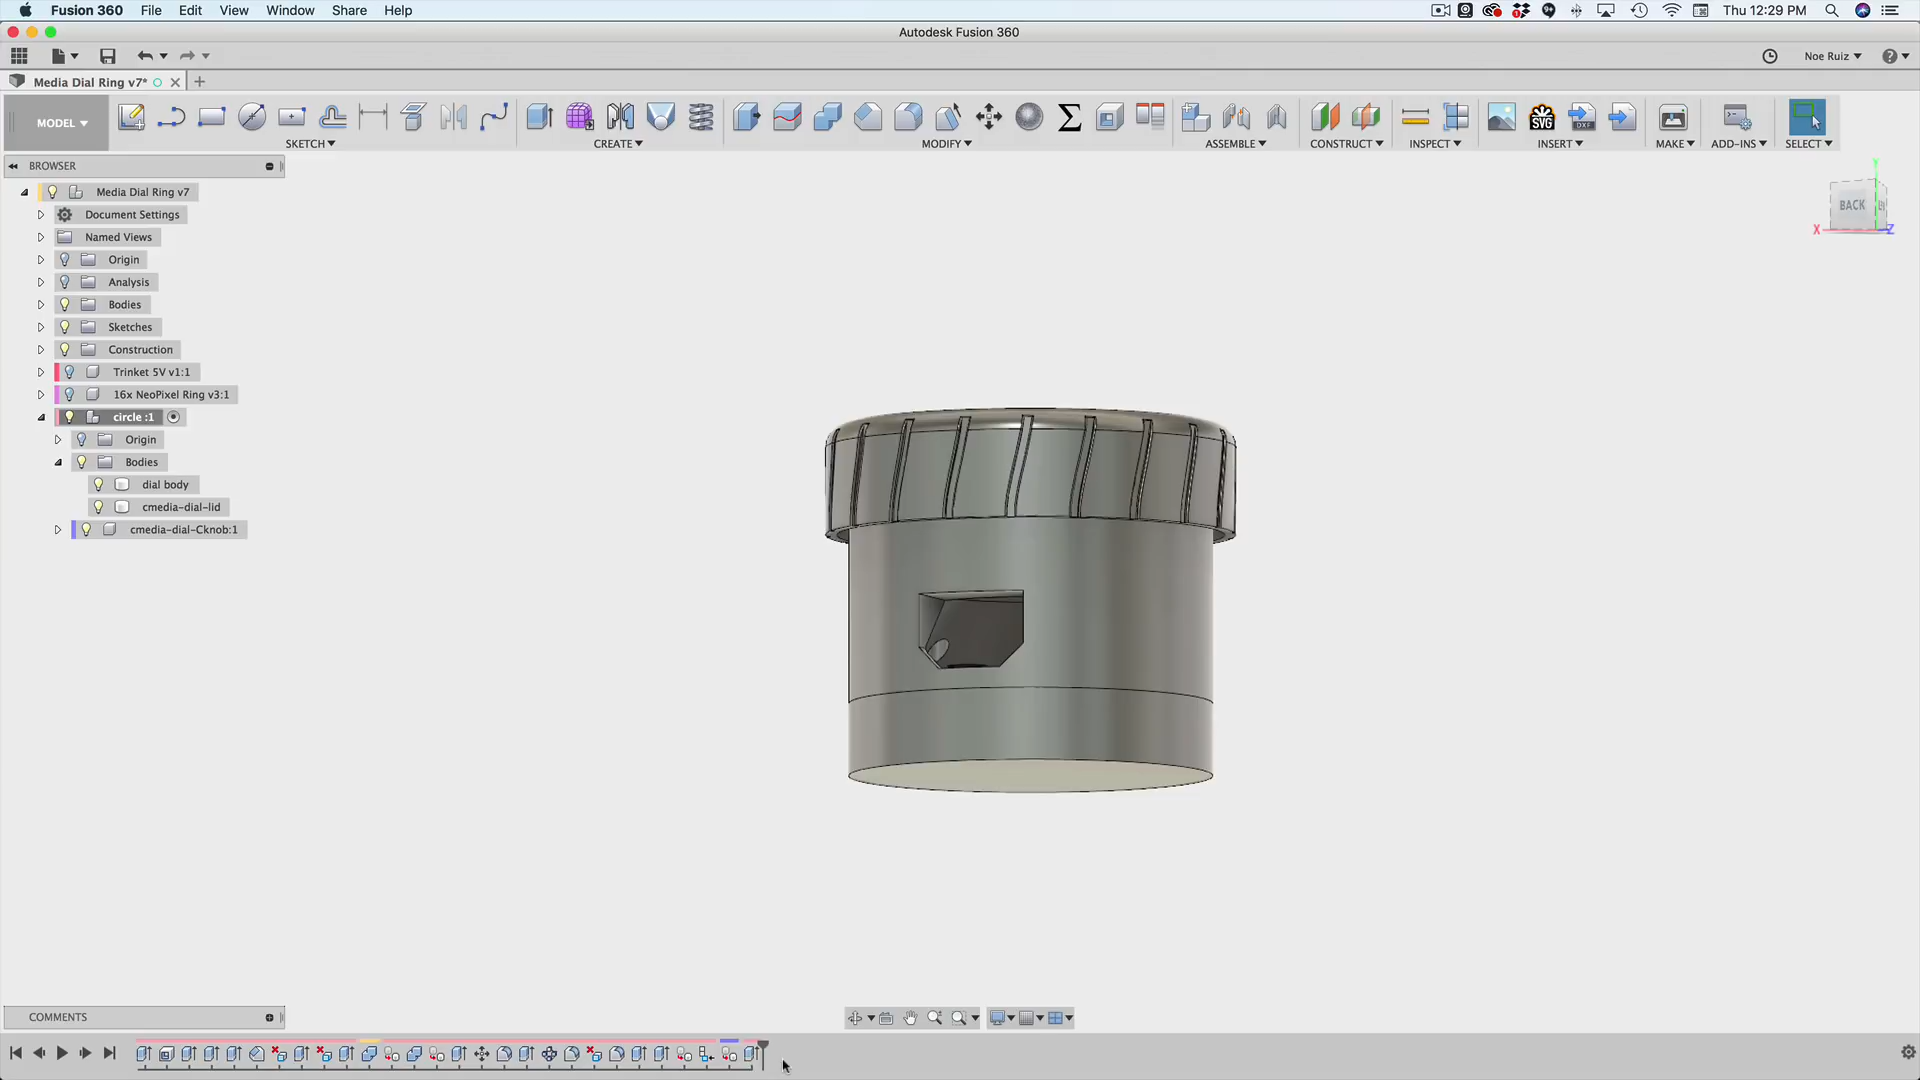 Fusion 360 File Edit View Window Share Help Thu 12:29 PM
Autodesk Fusion 360
Noe Ruiz
Media Dial Ring v7*
MODEL SKETCH CREATE MODIFY ASSEMBLE CONSTRUCT INSPECT INSERT MAKE ADD-INS SELECT
SVG
DXF
BROWSER
Media Dial Ring v7
Document Settings
Named Views
Origin
Analysis
Bodies
Sketches
Construction
Trinket 5V v1:1
16x NeoPixel Ring v3:1
circle :1
Origin
Bodies
dial body
cmedia-dial-lid
cmedia-dial-Cknob:1
Y
BACK
X Z
COMMENTS